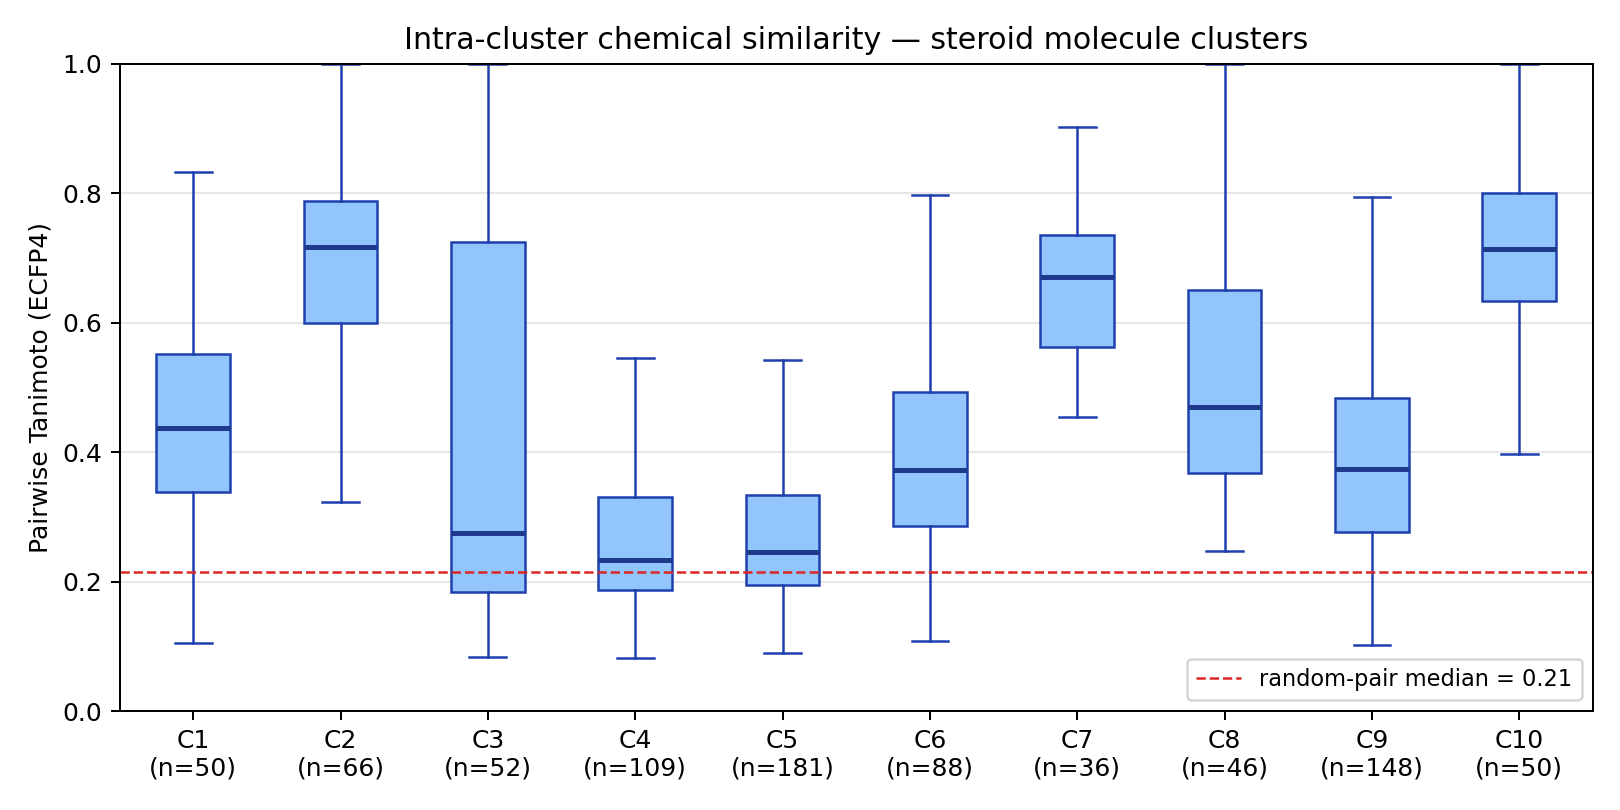 Intra-cluster chemical similarity — steroid molecule clusters
Pairwise Tanimoto (ECFP4)
1.0
0.8
0.6
0.4
0.2
0.0
random-pair median = 0.21
C1 C2 C3 C4 C5 C6 C7 C8 C9 C10
(n=50) (n=66) (n=52) (n=109) (n=181) (n=88) (n=36) (n=46) (n=148) (n=50)